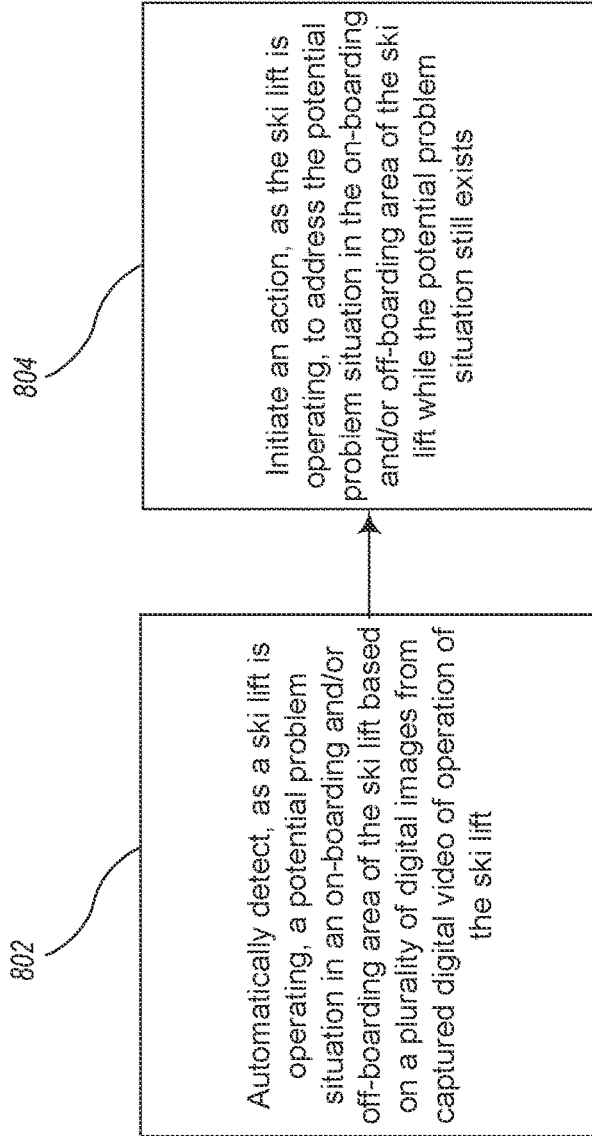 802
Automatically detect, as a ski lift is
operating, a potential problem
situation in an on-boarding and/or
off-boarding area of the ski lift based
on a plurality of digital images from
captured digital video of operation of
the ski lift
804
Initiate an action, as the ski lift is
operating, to address the potential
problem situation in the on-boarding
and/or off-boarding area of the ski
lift while the potential problem
situation still exists